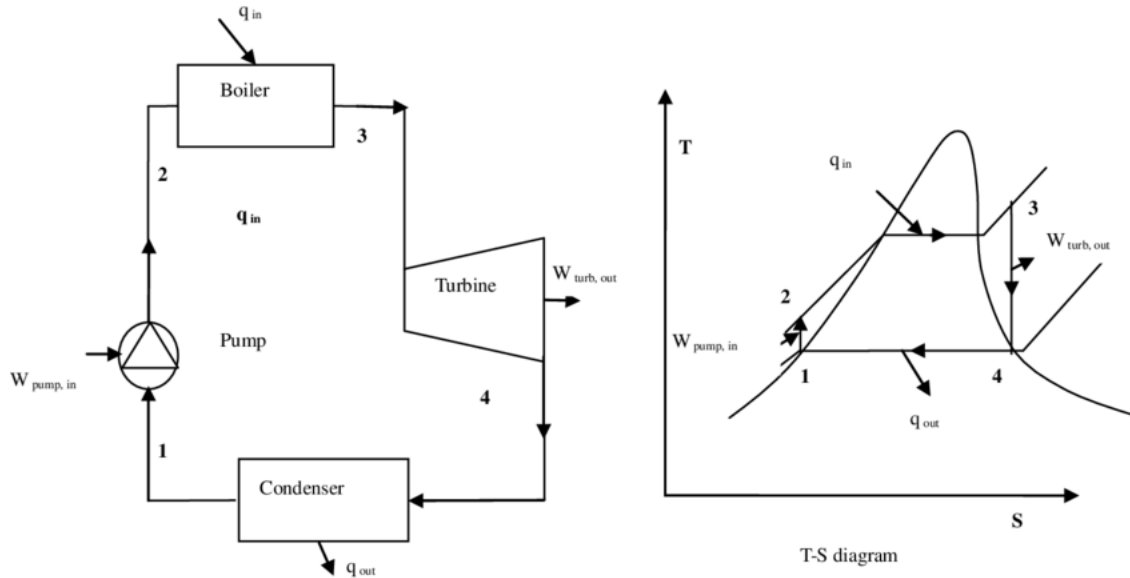 q in
Boiler
3
2
q in
Turbine
W turb, out
Pump
W pump, in
4
1
Condenser
q out
T
q in
3
W turb, out
2
W pump, in
1
4
q out
S
T-S diagram